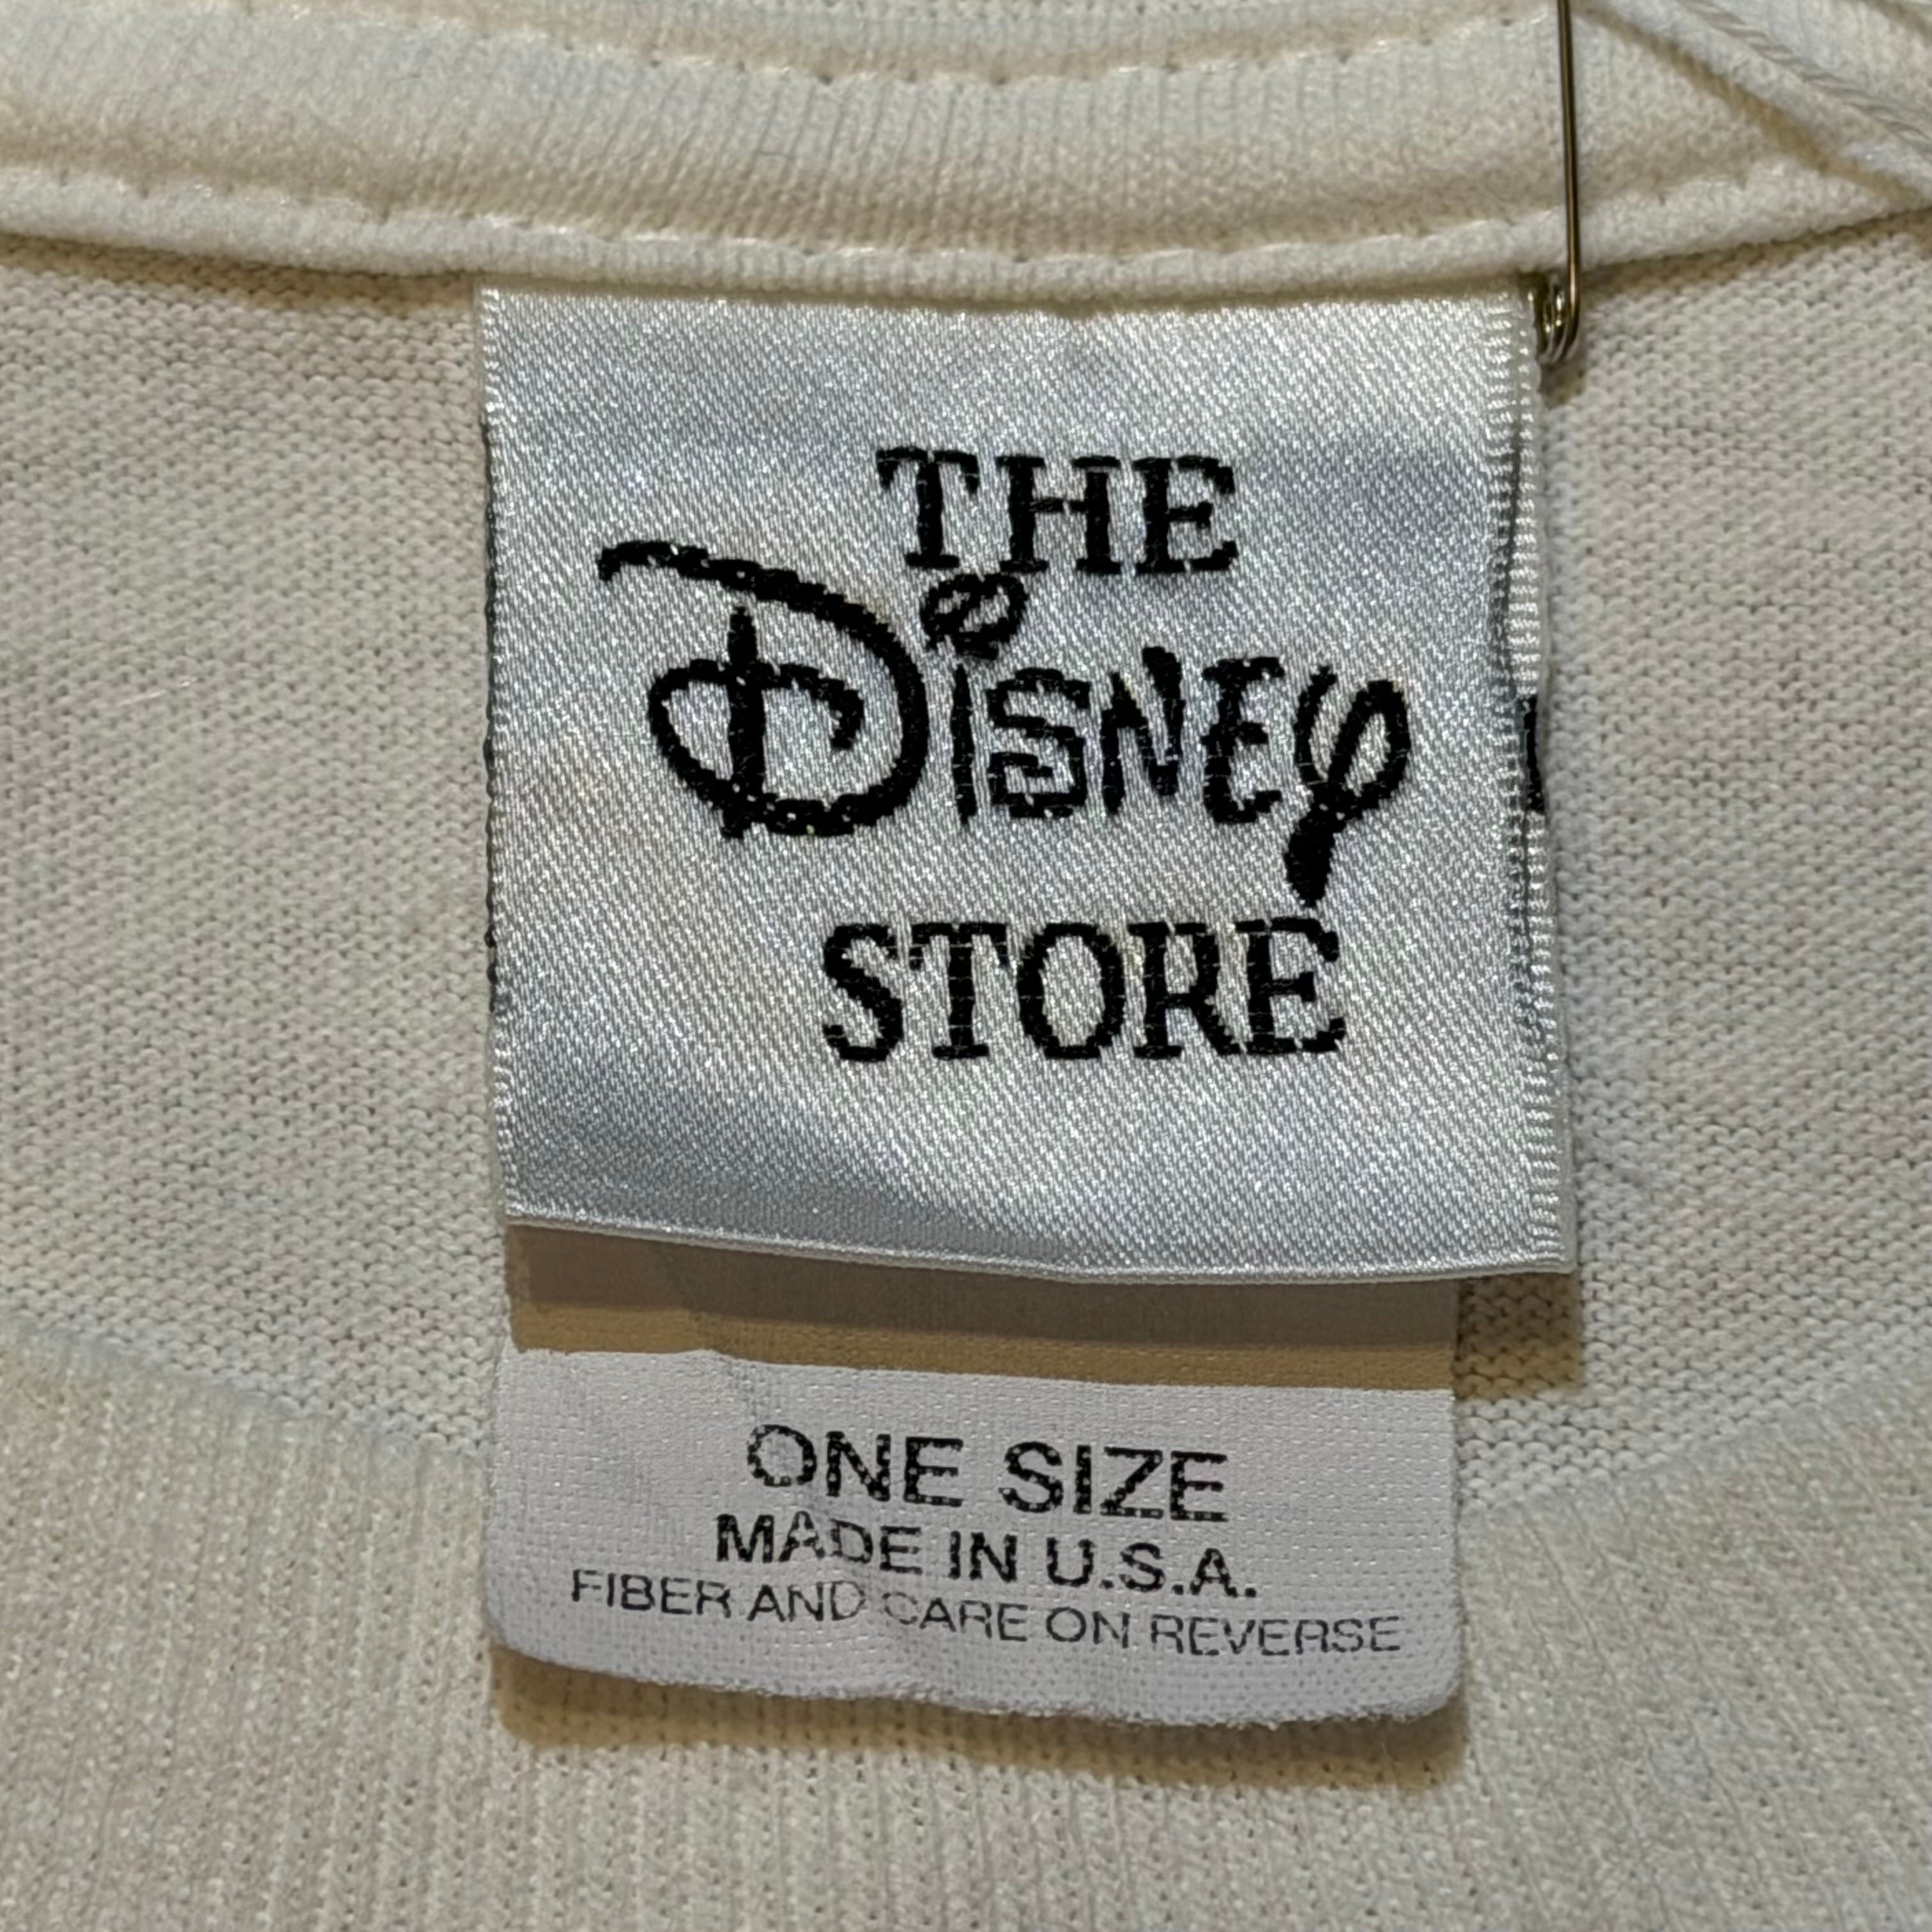 THE
DISNEY
STORE
ONE SIZE
MADE IN U.S.A.
FIBER AND CARE ON REVERSE